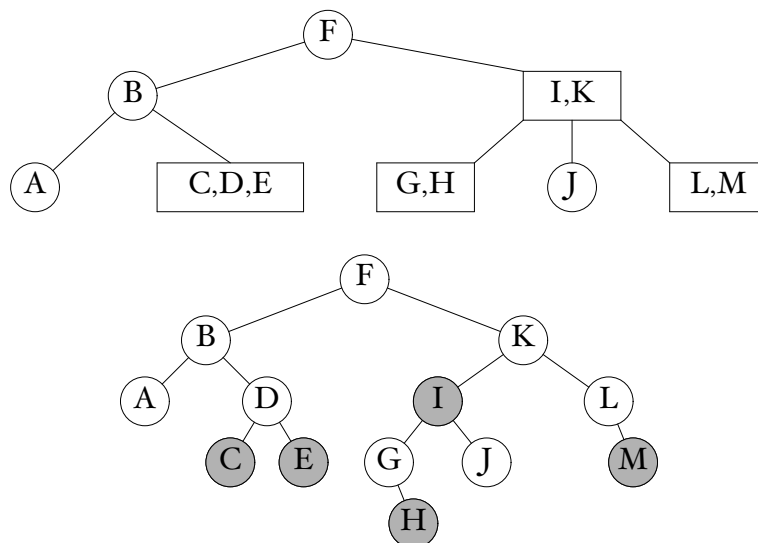 F
B I,K
A C,D,E G,H J L,M
F
B K
A D I L
C E G J M
H